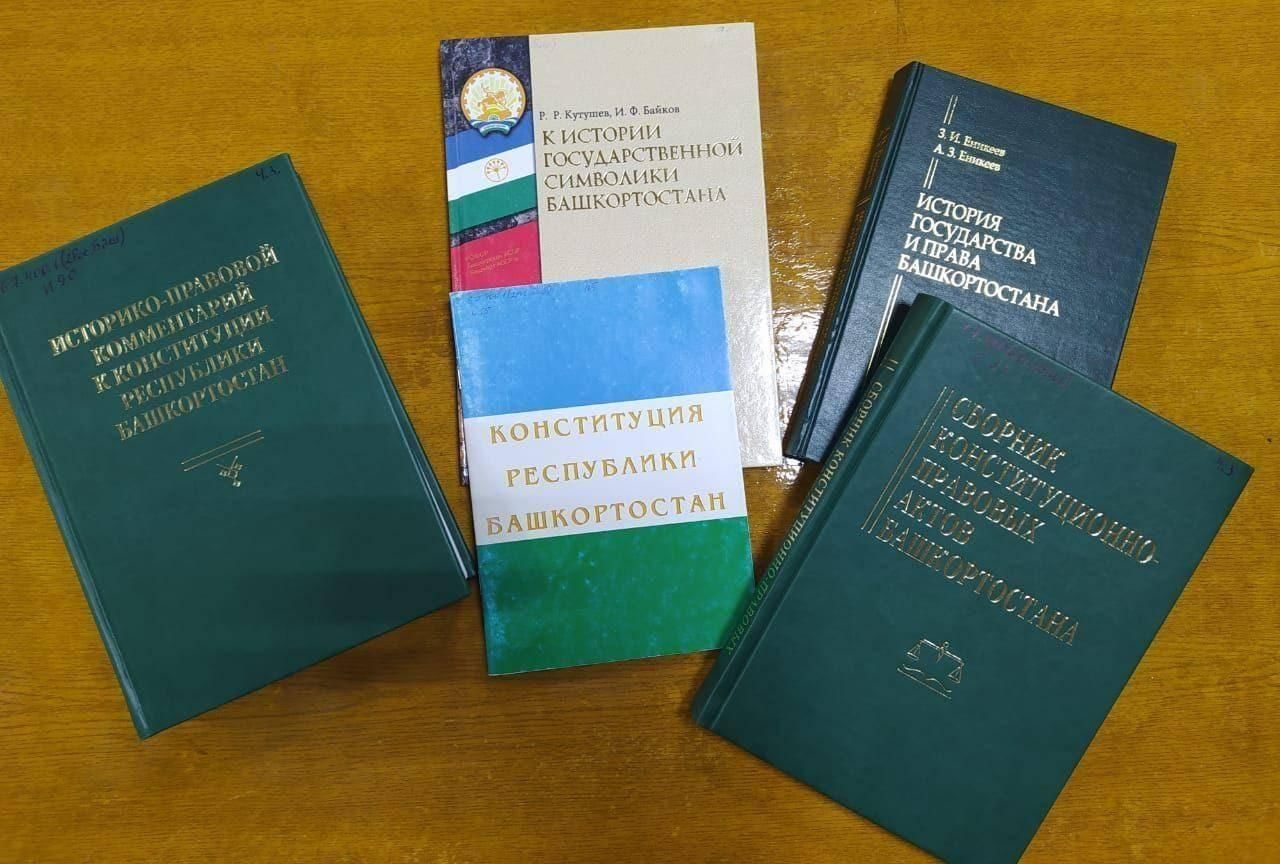 ч.з.
ИСТОРИКО-ПРАВОВОЙ
КОММЕНТАРИЙ
К КОНСТИТУЦИИ
РЕСПУБЛИКИ
БАШКОРТОСТАН
Р. Р. Кутушев, И. Ф. Байков
К ИСТОРИИ
ГОСУДАРСТВЕННОЙ
СИМВОЛИКИ
БАШКОРТОСТАНА
КОНСТИТУЦИЯ
РЕСПУБЛИКИ
БАШКОРТОСТАН
З. И. Еникеев
А. З. Еникеев
ИСТОРИЯ
ГОСУДАРСТВА
И ПРАВА
БАШКОРТОСТАНА
СБОРНИК КОНСТИТУЦИОННО-ПРАВОВЫХ
ч.з
СБОРНИК
КОНСТИТУЦИОННО-
ПРАВОВЫХ
АКТОВ
БАШКОРТОСТАНА